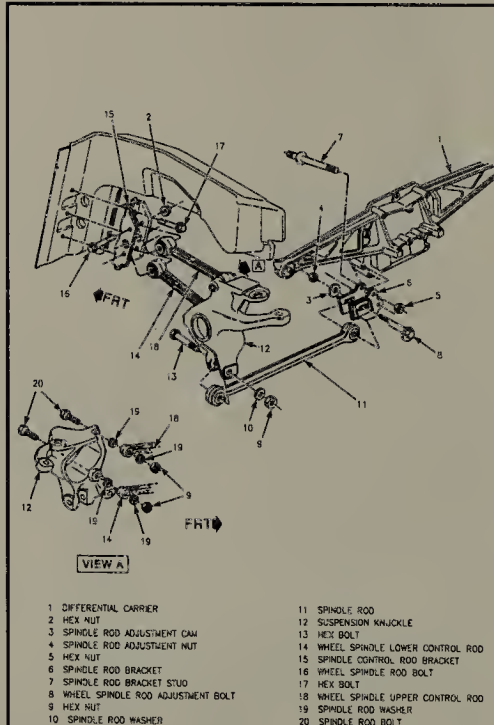 15
2
17
7
1
4
A
16
FRT
3
6
5
14
18
12
8
13
11
20
10
19
18
9
19
12
9
19
14
19
FRT
VIEW A
1 DIFFERENTIAL CARRIER
2 HEX NUT
3 SPINDLE ROD ADJUSTMENT CAM
4 SPINDLE ROD ADJUSTMENT NUT
5 HEX NUT
6 SPINDLE ROD BRACKET
7 SPINDLE ROD BRACKET STUD
8 WHEEL SPINDLE ROD ADJUSTMENT BOLT
9 HEX NUT
10 SPINDLE ROD WASHER
11 SPINDLE ROD
12 SUSPENSION KNUCKLE
13 HEX BOLT
14 WHEEL SPINDLE LOWER CONTROL ROD
15 SPINDLE CONTROL ROD BRACKET
16 WHEEL SPINDLE ROD BOLT
17 HEX BOLT
18 WHEEL SPINDLE UPPER CONTROL ROD
19 SPINDLE ROD WASHER
20 SPINDLE ROD BOLT